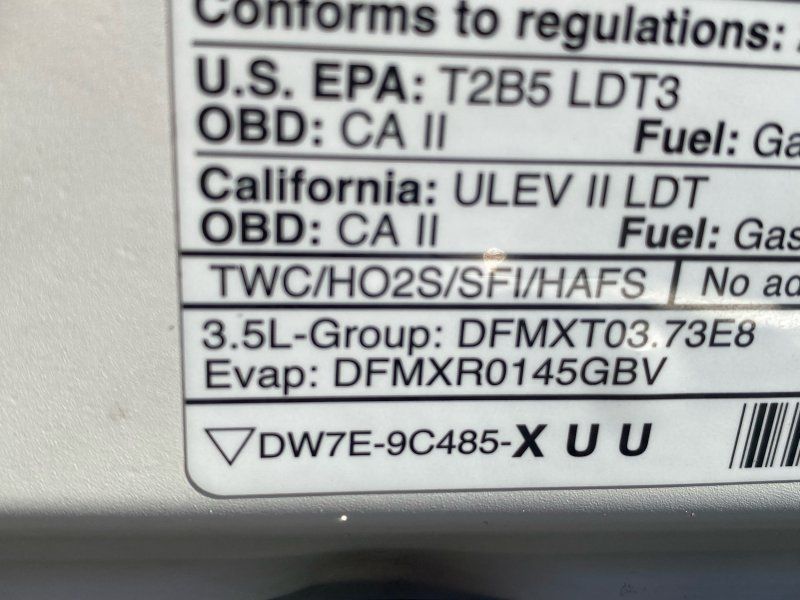 Conforms to regulations:
U.S. EPA: T2B5 LDT3
OBD: CA II Fuel: Ga
California: ULEV II LDT
OBD: CA II Fuel: Gas
TWC/HO2S/SFI/HAFS No ad
3.5L-Group: DFMXT03.73E8
Evap: DFMXR0145GBV
DW7E-9C485-XUU